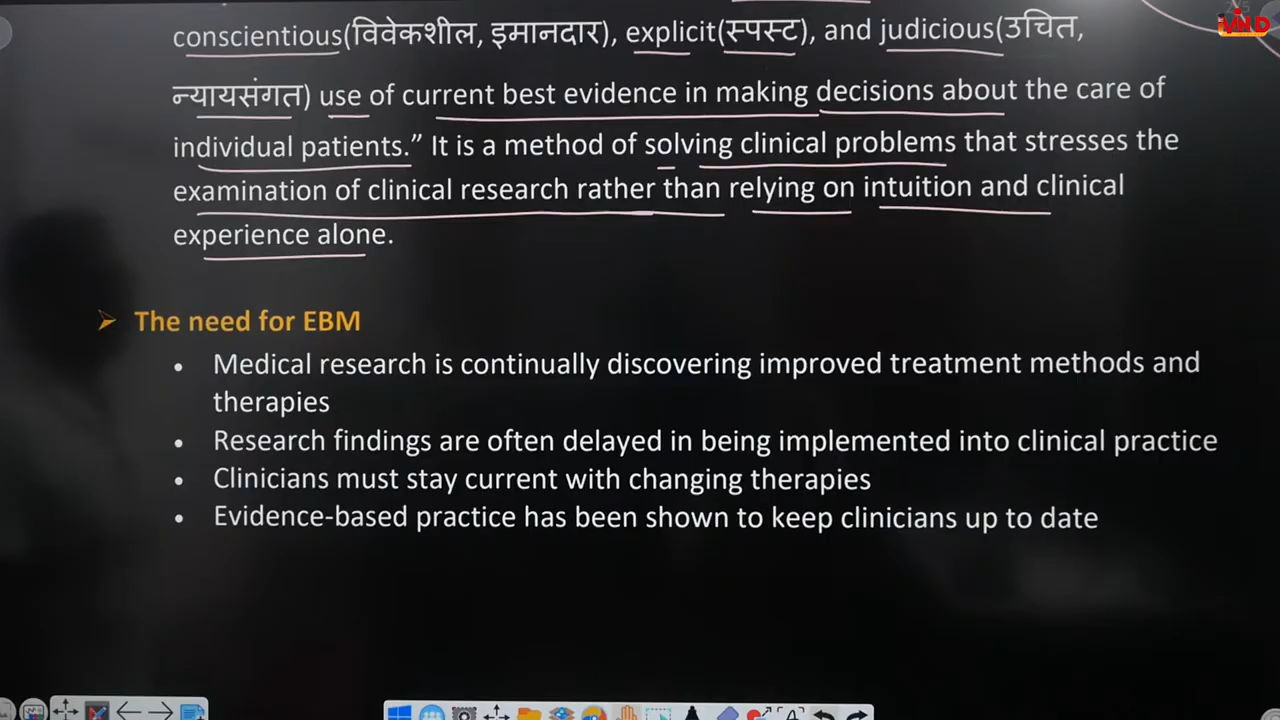 conscientious(विवेकशील, इमानदार), explicit(स्पस्ट), and judicious(उचित,
न्यायसंगत) use of current best evidence in making decisions about the care of
individual patients.” It is a method of solving clinical problems that stresses the
examination of clinical research rather than relying on intuition and clinical
experience alone.
➤ The need for EBM
• Medical research is continually discovering improved treatment methods and
therapies
• Research findings are often delayed in being implemented into clinical practice
• Clinicians must stay current with changing therapies
• Evidence-based practice has been shown to keep clinicians up to date